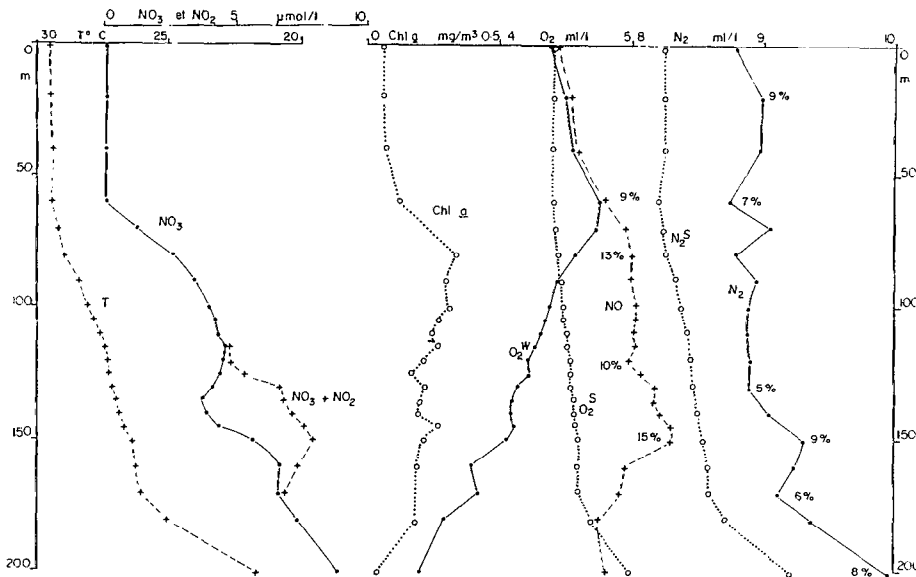 0 NO₃ et NO₂ 5 µmol/l 10
30 T° C 25 20 0 Chl a mg/m³ 0·5 4 O₂ ml/l 5,8 N₂ ml/l 9 10
0 0
m m
9%
50 50
9% 7%
Chl a
NO₃ N₂ˢ
13%
N₂
100 T NO 100
O₂ᵂ
10%
5%
NO₃ + NO₂ O₂ˢ
150 15% 9% 150
6%
200 8% 200